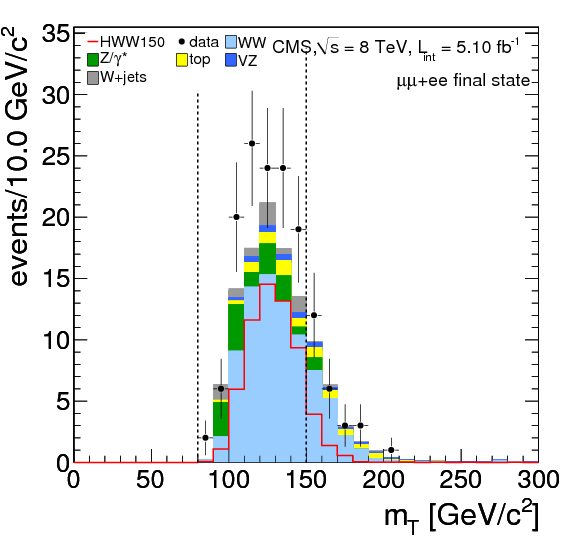 HWW150 data WW CMS,√s = 8 TeV, L_int = 5.10 fb⁻¹
Z/γ* top VZ
W+jets
μμ+ee final state
events/10.0 GeV/c²
35
30
25
20
15
10
5
0
0 50 100 150 200 250 300
m_T [GeV/c²]